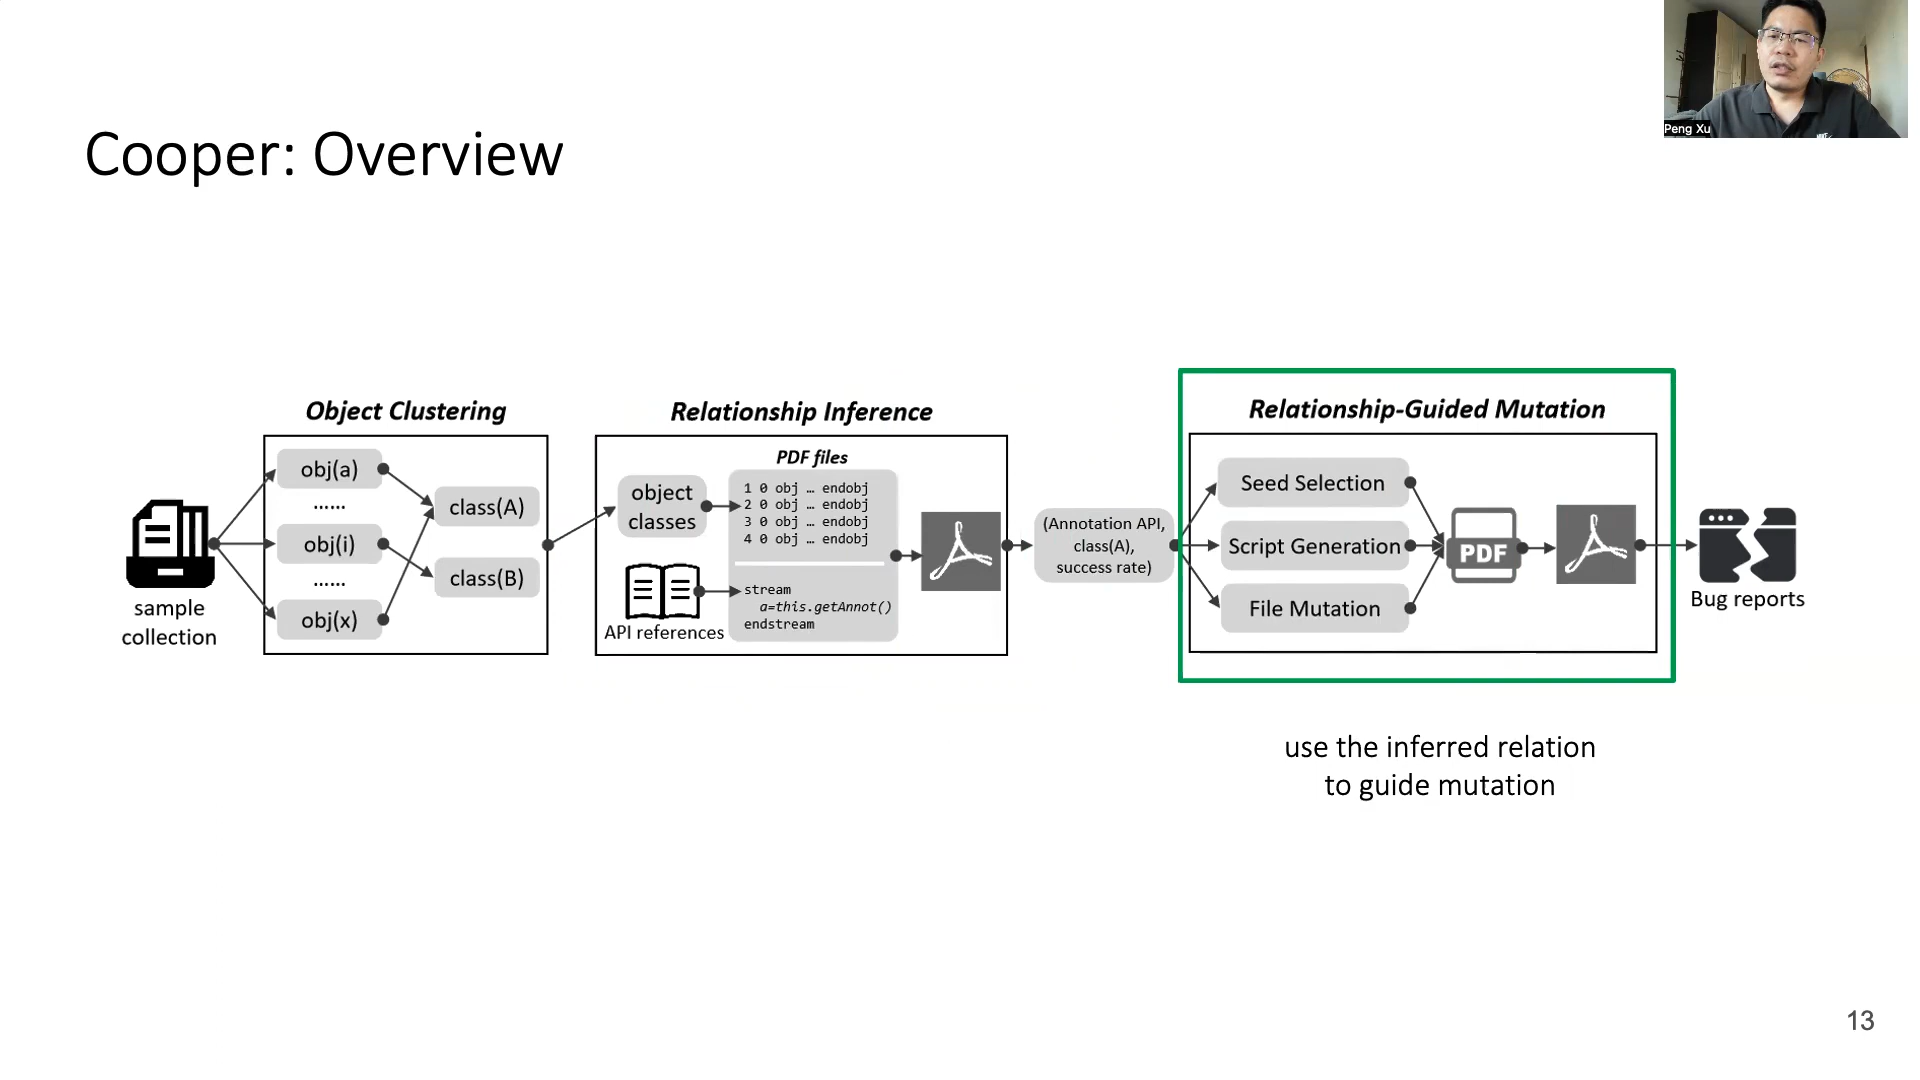 Peng Xu
Cooper: Overview
Object Clustering
obj(a)
......
obj(i)
......
obj(x)
class(A)
class(B)
sample
collection
Relationship Inference
PDF files
object
classes
1 0 obj … endobj
2 0 obj … endobj
3 0 obj … endobj
4 0 obj … endobj
stream
a=this.getAnnot()
endstream
API references
(Annotation API,
class(A),
success rate)
Relationship-Guided Mutation
Seed Selection
Script Generation
File Mutation
PDF
Bug reports
use the inferred relation
to guide mutation
13